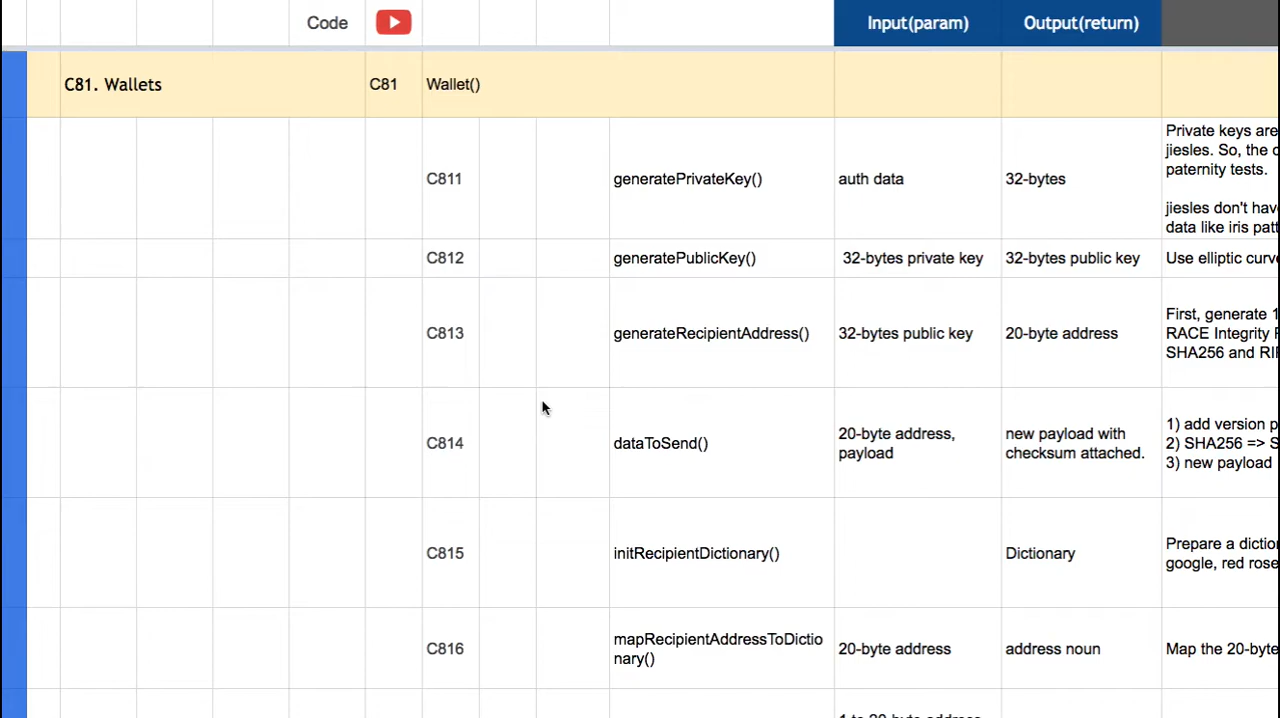 Code
Input(param)
Output(return)
C81. Wallets
C81
Wallet()
C811
generatePrivateKey()
auth data
32-bytes
Private keys are
jiesles. So, the
paternity tests.
jiesles don't hav
data like iris patt
C812
generatePublicKey()
32-bytes private key
32-bytes public key
Use elliptic curv
C813
generateRecipientAddress()
32-bytes public key
20-byte address
First, generate 1
RACE Integrity
SHA256 and RI
C814
dataToSend()
20-byte address,
payload
new payload with
checksum attached.
1) add version p
2) SHA256 => S
3) new payload
C815
initRecipientDictionary()
Dictionary
Prepare a dictio
google, red rose
C816
mapRecipientAddressToDictio
nary()
20-byte address
address noun
Map the 20-byte